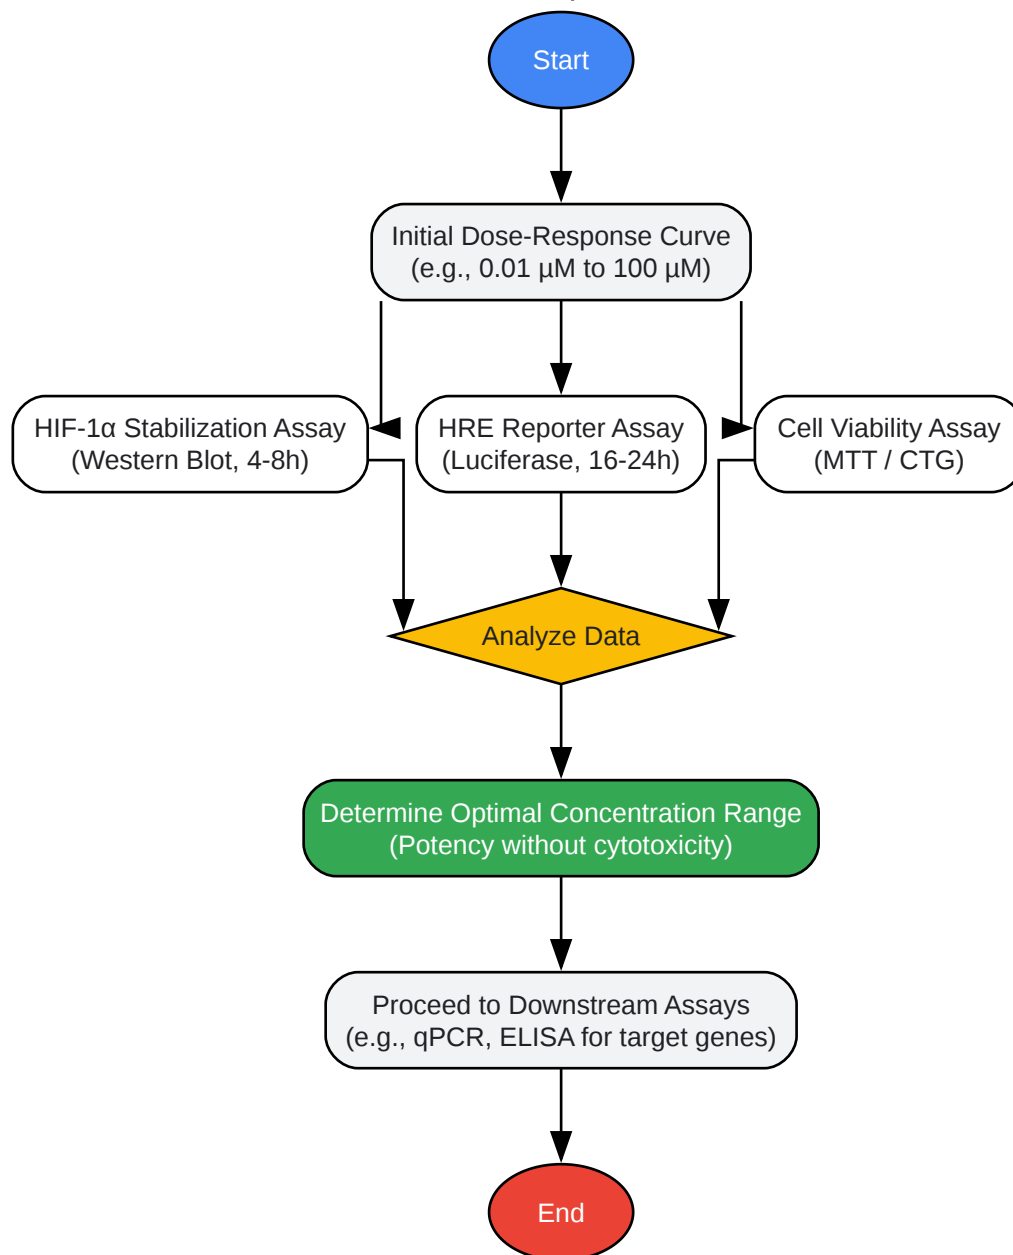 Start
Initial Dose-Response Curve
(e.g., 0.01 µM to 100 µM)
HIF-1α Stabilization Assay
(Western Blot, 4-8h)
HRE Reporter Assay
(Luciferase, 16-24h)
Cell Viability Assay
(MTT / CTG)
Analyze Data
Determine Optimal Concentration Range
(Potency without cytotoxicity)
Proceed to Downstream Assays
(e.g., qPCR, ELISA for target genes)
End